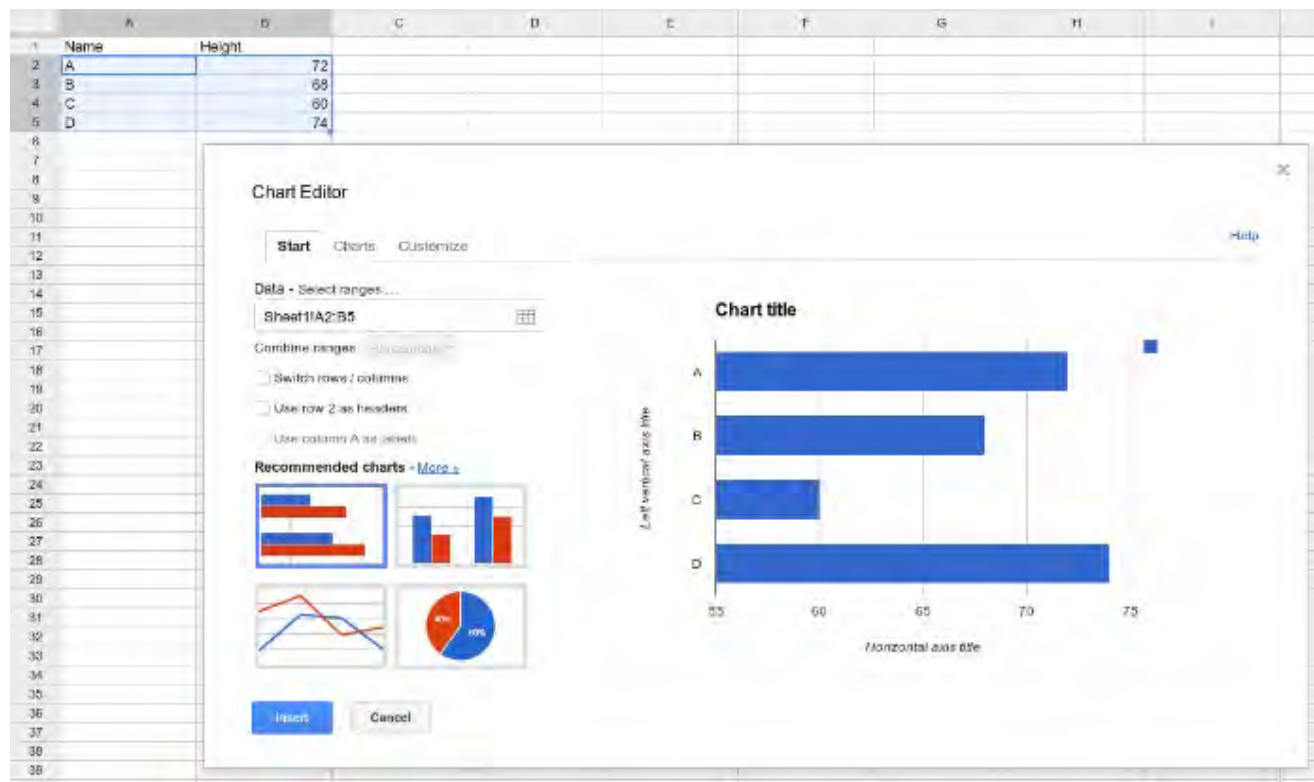 A B C D E F G H I
1 Name Height
2 A 72
3 B 68
4 C 60
5 D 74
6
7
8
9
10
11
12
13
14
15
16
17
18
19
20
21
22
23
24
25
26
27
28
29
30
31
32
33
34
35
36
37
38
39
Chart Editor
Start Charts Customize
Help
Data - Select ranges ...
Sheet1!A2:B5
Combine ranges
Switch rows / columns
Use row 2 as headers
Use column A as labels
Recommended charts - More »
60%
Insert Cancel
Chart title
Left vertical axis title
A
B
C
D
55 60 65 70 75
Horizontal axis title